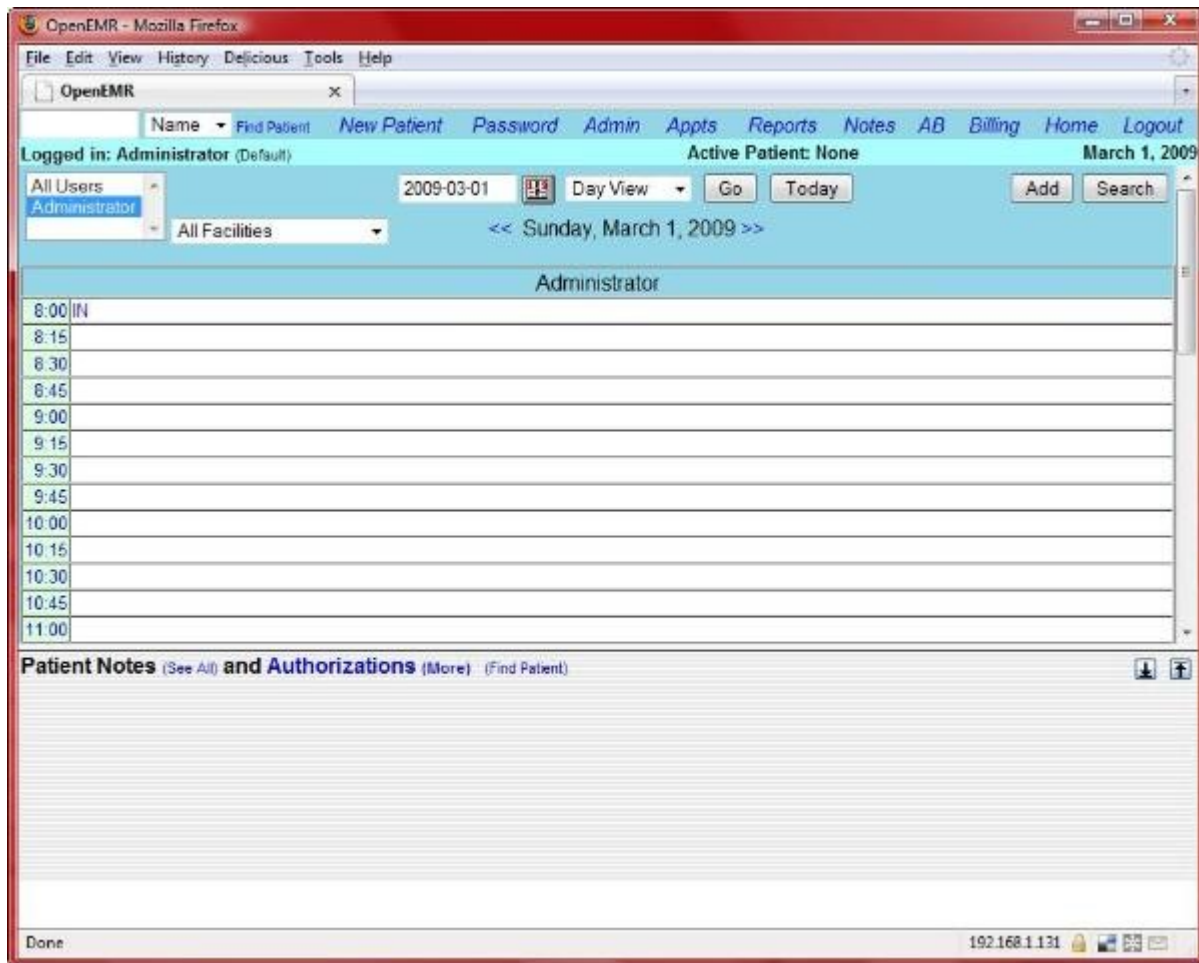 OpenEMR - Mozilla Firefox
File Edit View History Delicious Tools Help
OpenEMR
Name Find Patient New Patient Password Admin Appts Reports Notes AB Billing Home Logout
Logged in: Administrator (Default) Active Patient: None March 1, 2009
All Users 2009-03-01 Day View Go Today Add Search
Administrator
All Facilities << Sunday, March 1, 2009 >>
Administrator
8:00 IN
8:15
8:30
8:45
9:00
9:15
9:30
9:45
10:00
10:15
10:30
10:45
11:00
Patient Notes (See All) and Authorizations (More) (Find Patient)
Done 192.168.1.131